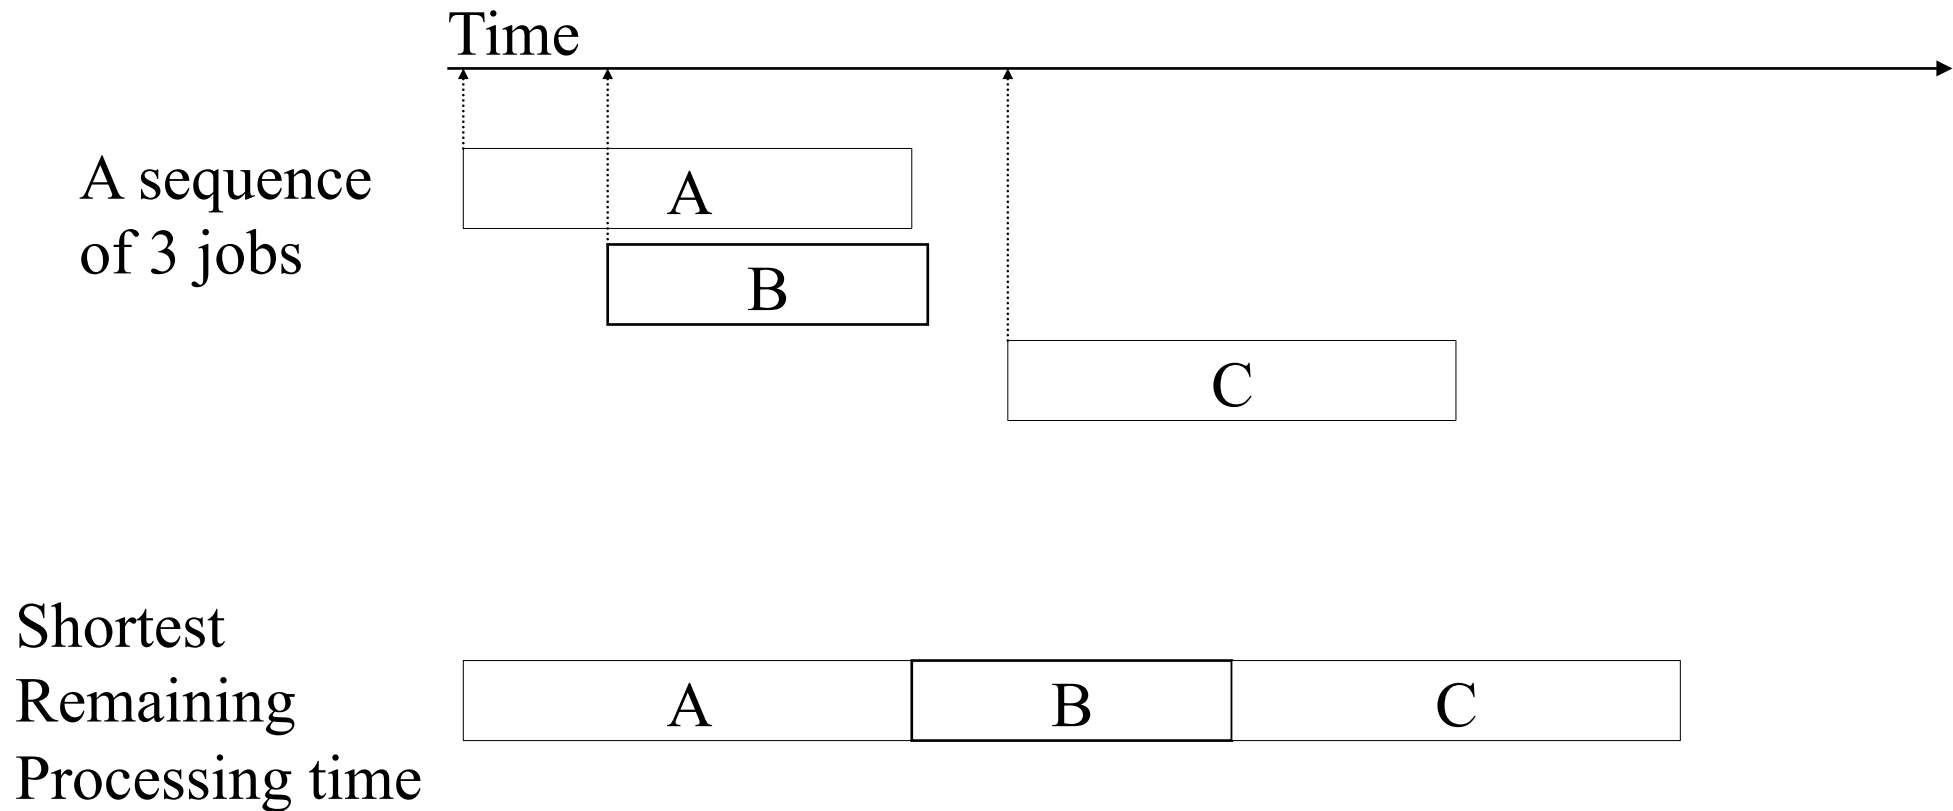 Time
A sequence
of 3 jobs
A
B
C
Shortest
Remaining
Processing time
A
B
C